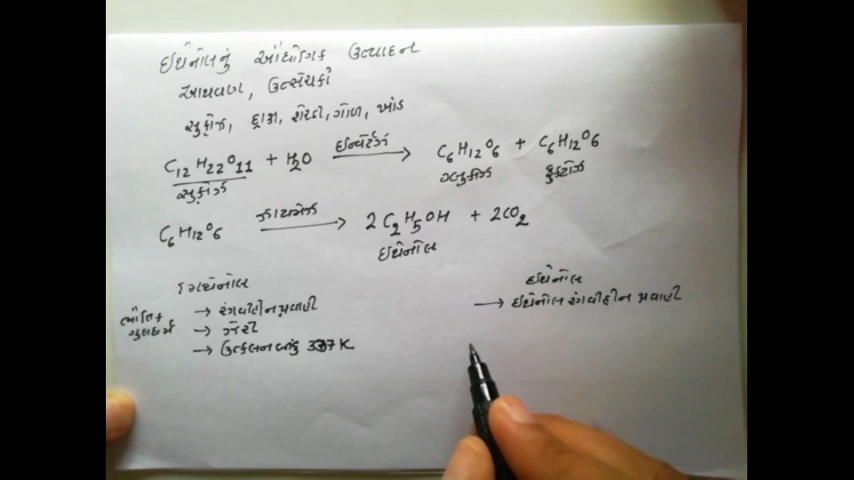 ઇથેનોલનું ઔદ્યોગિક ઉત્પાદન
આથવણ, ઉત્સેચકો
સુક્રોઝ, દ્રાક્ષ, શેરડી, ગોળ, ખાંડ
C12H22O11 + H2O ઇન્વર્ટેઝ → C6H12O6 + C6H12O6
સુક્રોઝ ગ્લુકોઝ ફ્રુક્ટોઝ
C6H12O6 ઝાયમેઝ → 2C2H5OH + 2CO2
ઇથેનોલ
મિથેનોલ ઇથેનોલ
ભૌતિક ગુણધર્મ → રંગવિહીન પ્રવાહી → ઇથેનોલ રંગવિહીન પ્રવાહી
→ ઝેરી
→ ઉત્કલનબિંદુ 337 K